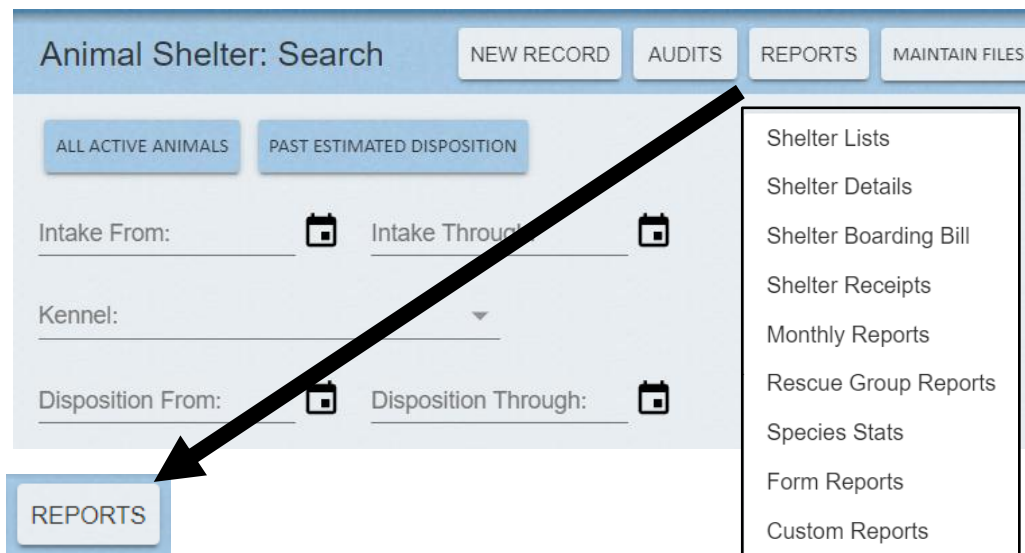 Animal Shelter: Search
NEW RECORD
AUDITS
REPORTS
MAINTAIN FILES
ALL ACTIVE ANIMALS
PAST ESTIMATED DISPOSITION
Intake From:
Intake Through:
Kennel:
Disposition From:
Disposition Through:
Shelter Lists
Shelter Details
Shelter Boarding Bill
Shelter Receipts
Monthly Reports
Rescue Group Reports
Species Stats
Form Reports
Custom Reports
REPORTS